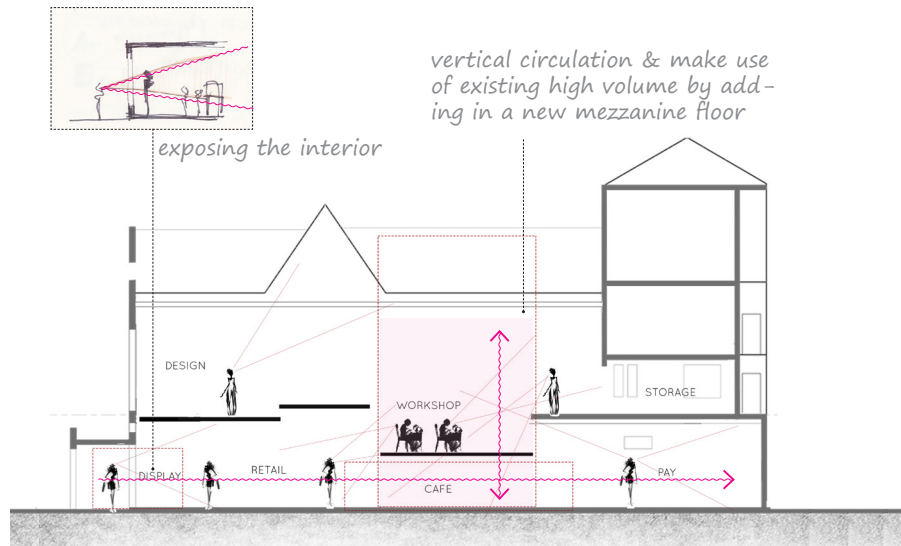 vertical circulation & make use
of existing high volume by add-
ing in a new mezzanine floor
exposing the interior
DESIGN
STORAGE
WORKSHOP
RETAIL
DISPLAY
PAY
CAFE